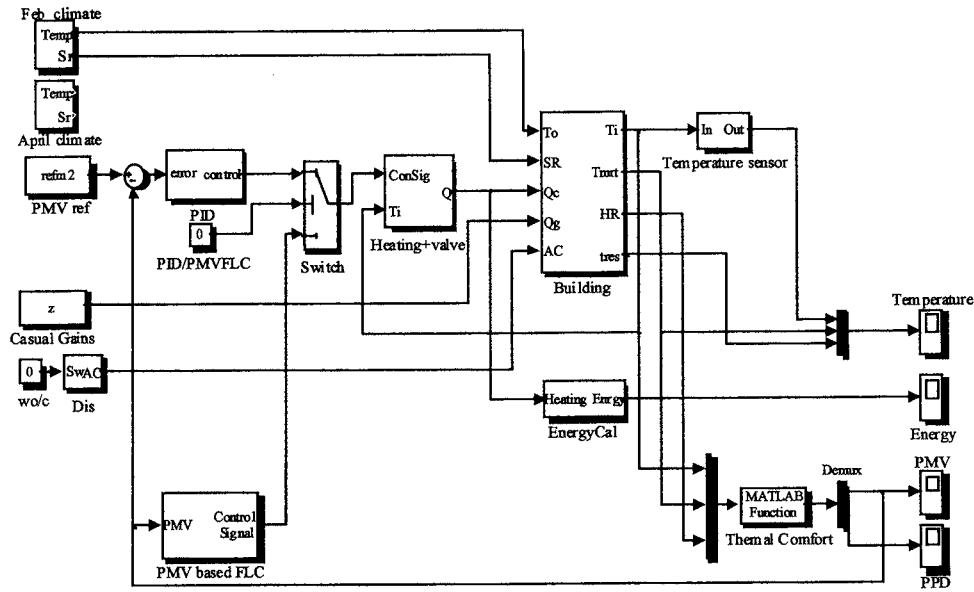 Feb climate
Temp
Sr
Temp
Sr
April climate
refm2
PMV ref
error control
PID
0
PID/PMVFLC
Switch
ConSig
Q
Ti
Heating+valve
To
Ti
SR
Tmrt
Qc
HR
Qg
AC
tres
Building
In Out
Temperature sensor
z
Casual Gains
0
wo/c
SwAC
Dis
Temperature
Heating Enrgy
EnergyCal
Energy
PMV
Control
Signal
PMV based FLC
MATLAB
Function
Themal Comfort
Demux
PMV
PPD